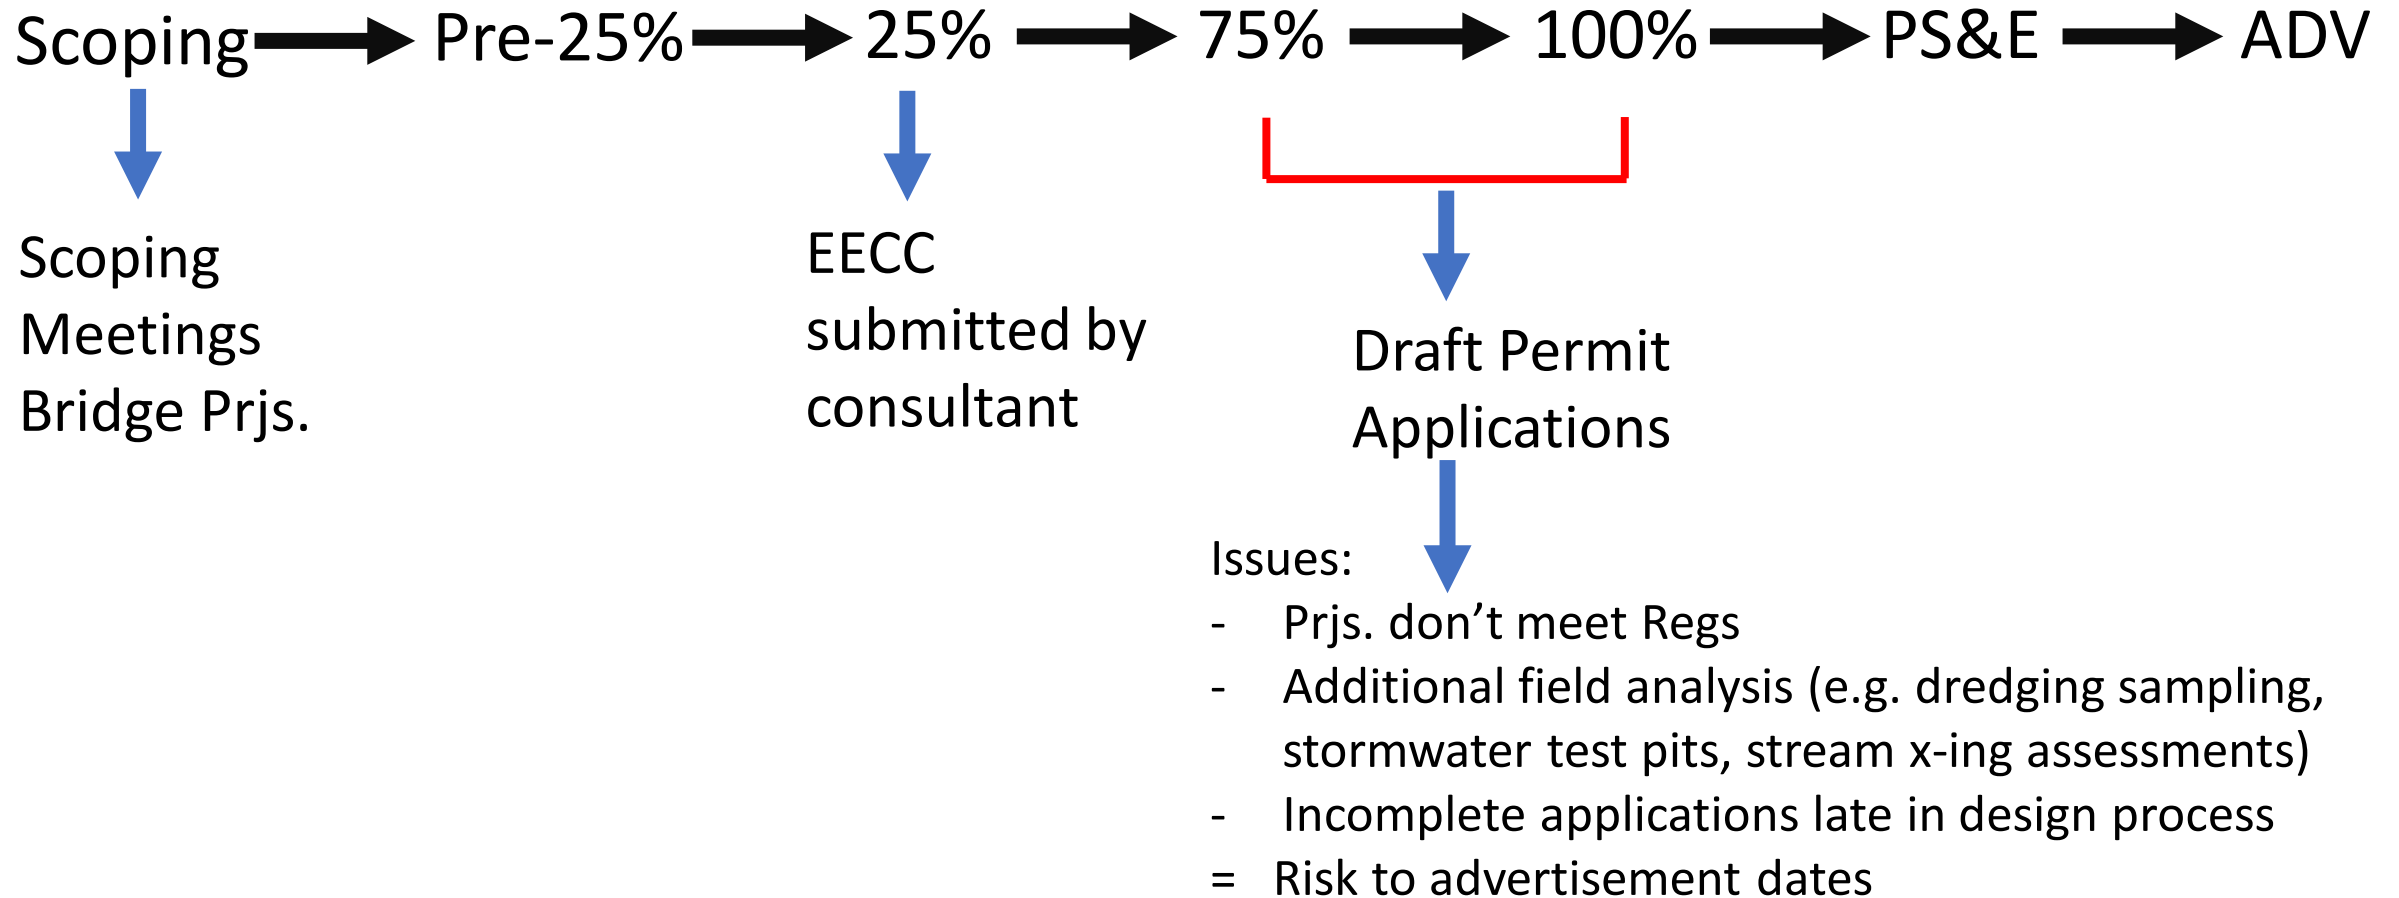 Scoping Pre-25% 25% 75% 100% PS&E ADV
Scoping
Meetings
Bridge Prjs.
EECC
submitted by
consultant
Draft Permit
Applications
Issues:
- Prjs. don’t meet Regs
- Additional field analysis (e.g. dredging sampling,
stormwater test pits, stream x-ing assessments)
- Incomplete applications late in design process
= Risk to advertisement dates